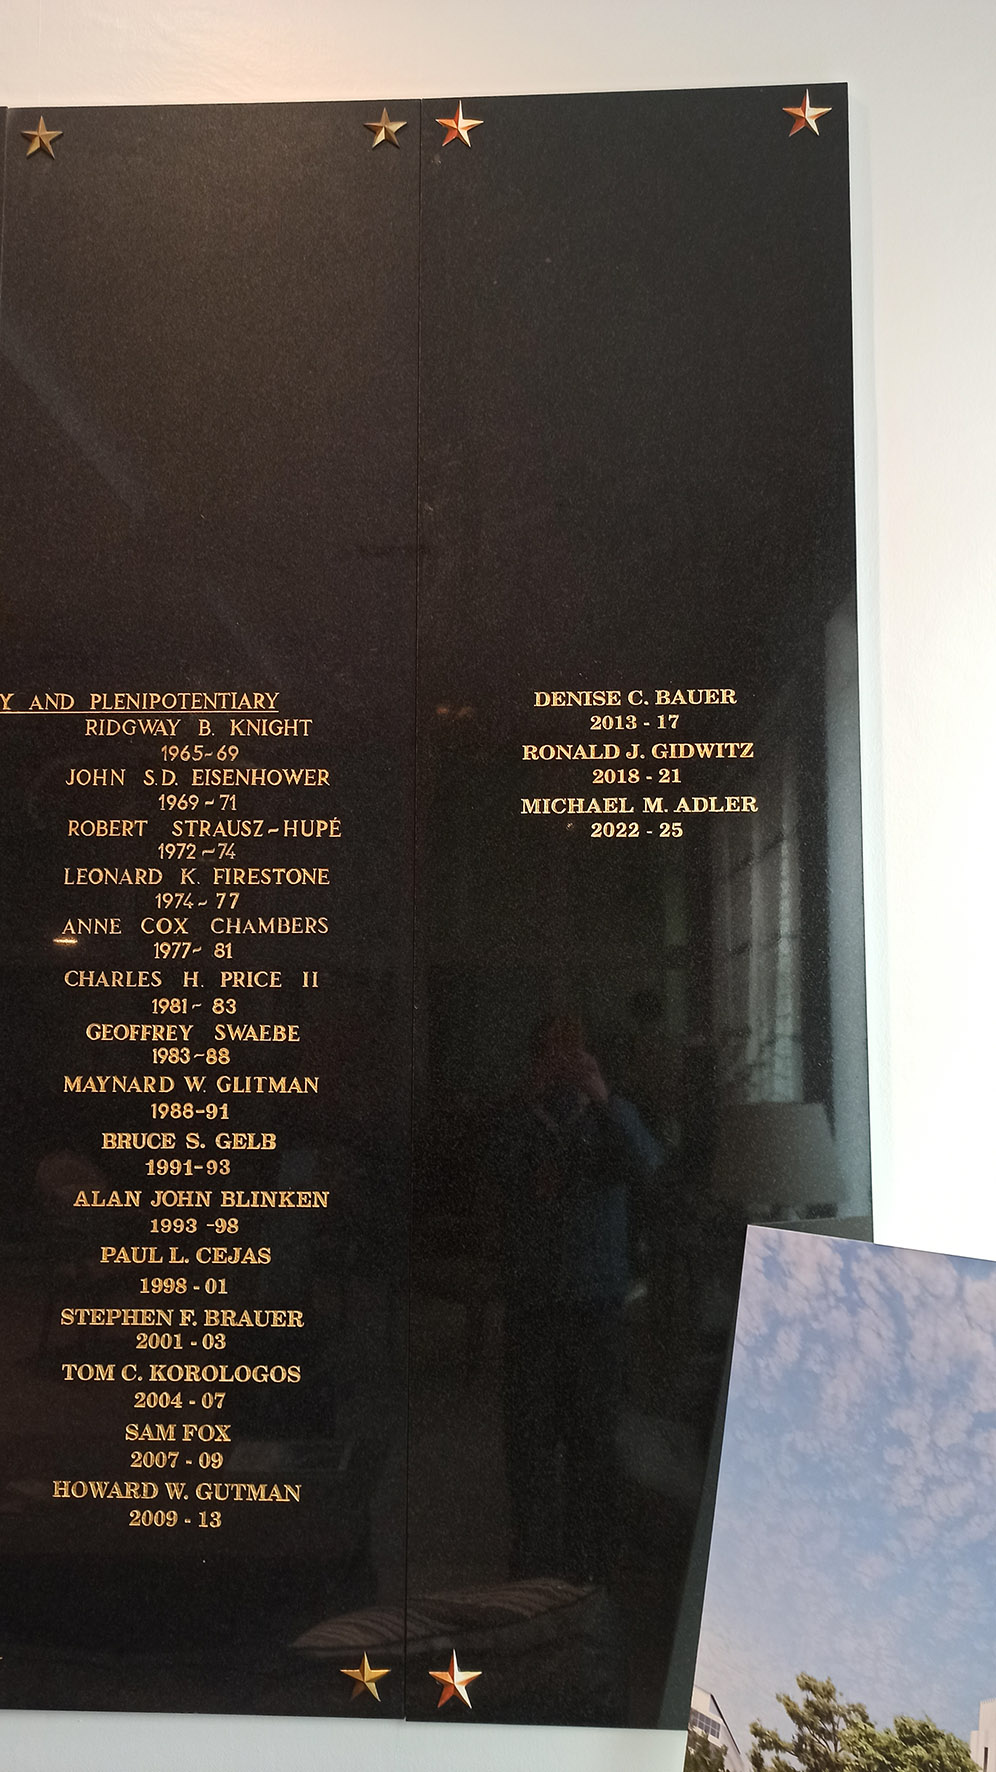 Y AND PLENIPOTENTIARY
RIDGWAY B. KNIGHT
1965-69
JOHN S.D. EISENHOWER
1969-71
ROBERT STRAUSZ-HUPÉ
1972-74
LEONARD K. FIRESTONE
1974-77
ANNE COX CHAMBERS
1977-81
CHARLES H. PRICE II
1981-83
GEOFFREY SWAEBE
1983-88
MAYNARD W. GLITMAN
1988-91
BRUCE S. GELB
1991-93
ALAN JOHN BLINKEN
1993 -98
PAUL L. CEJAS
1998 - 01
STEPHEN F. BRAUER
2001 - 03
TOM C. KOROLOGOS
2004 - 07
SAM FOX
2007 - 09
HOWARD W. GUTMAN
2009 - 13
DENISE C. BAUER
2013 - 17
RONALD J. GIDWITZ
2018 - 21
MICHAEL M. ADLER
2022 - 25